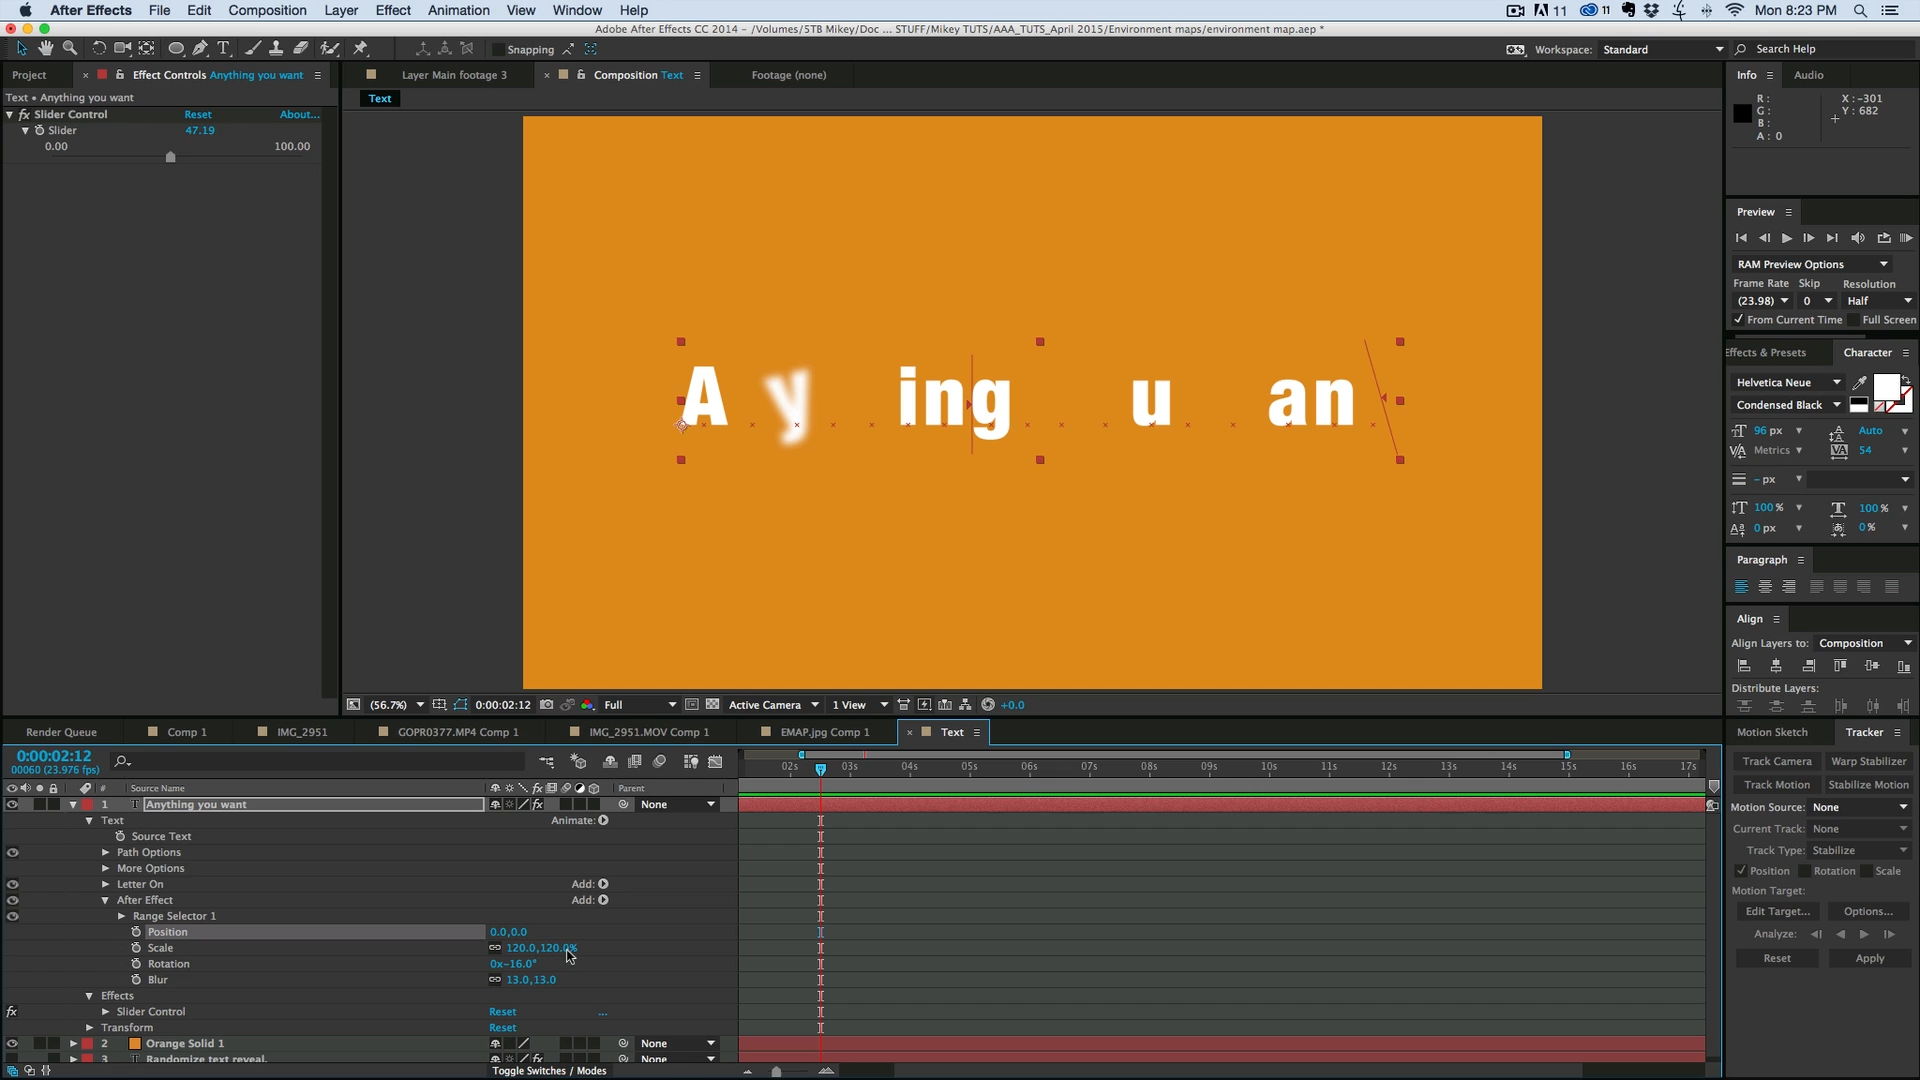 After Effects File Edit Composition Layer Effect Animation View Window Help 11 11 Mon 8:23 PM
Adobe After Effects CC 2014 - /Volumes/5TB Mikey/Doc ... STUFF/Mikey TUTS/AAA_TUTS_April 2015/Environment maps/environment map.aep *
Snapping Workspace: Standard Search Help
Project Effect Controls Anything you want Layer Main footage 3 Composition Text Footage (none) Info Audio
Text • Anything you want Text
R: X: -301
G: Y: 682
B:
A: 0
fx Slider Control Reset About...
Slider 47.19
0.00 100.00
A y ing u an
Preview
RAM Preview Options
Frame Rate Skip Resolution
(23.98) 0 Half
From Current Time Full Screen
Effects & Presets Character
Helvetica Neue
Condensed Black
96 px Auto
Metrics 54
- px
100 % 100 %
0 px 0 %
Paragraph
Align
Align Layers to: Composition
Distribute Layers:
(56.7%) 0:00:02:12 Full Active Camera 1 View +0.0
Render Queue Comp 1 IMG_2951 GOPR0377.MP4 Comp 1 IMG_2951.MOV Comp 1 EMAP.jpg Comp 1 Text
0:00:02:12
00060 (23.976 fps)
02s 03s 04s 05s 06s 07s 08s 09s 10s 11s 12s 13s 14s 15s 16s 17s
# Source Name Parent
1 T Anything you want None
Text Animate:
Source Text
Path Options
More Options
Letter On Add:
After Effect Add:
Range Selector 1
Position 0.0,0.0
Scale 120.0,120.0%
Rotation 0x-16.0°
Blur 13.0,13.0
Effects
fx Slider Control Reset ...
Transform Reset
2 Orange Solid 1 None
3 T Randomize text reveal. None
Toggle Switches / Modes
Motion Sketch Tracker
Track Camera Warp Stabilizer
Track Motion Stabilize Motion
Motion Source: None
Current Track: None
Track Type: Stabilize
Position Rotation Scale
Motion Target:
Edit Target... Options...
Analyze:
Reset Apply